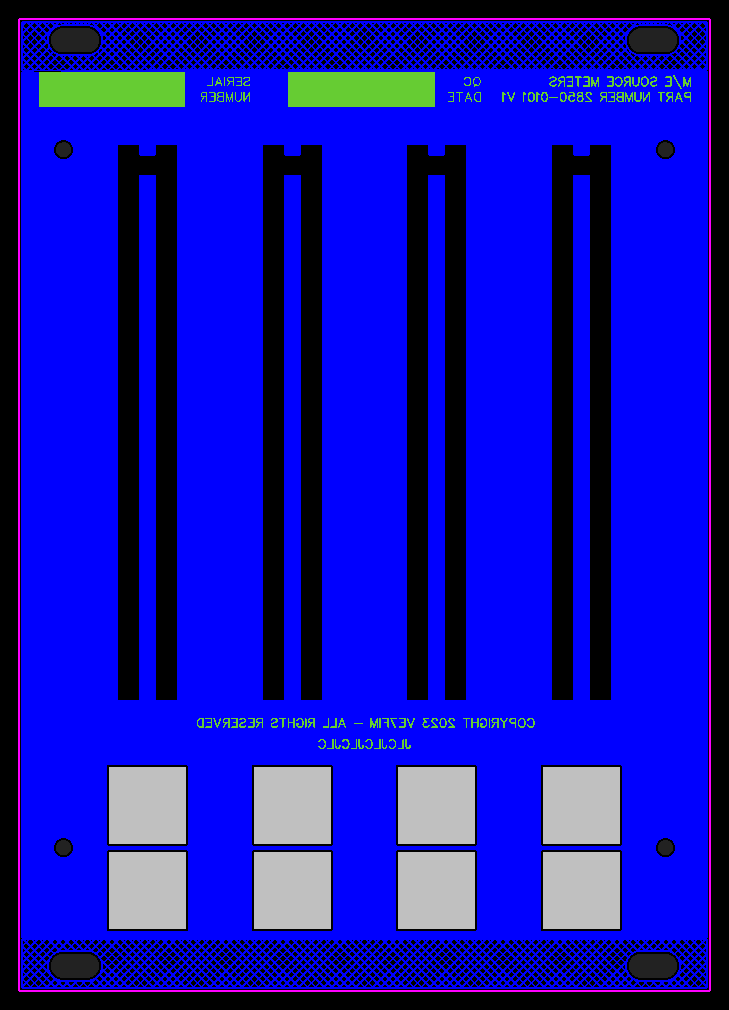 M/E SOURCE METERS
PART NUMBER 2850-0101 V1
QC
DATE
SERIAL
NUMBER
COPYRIGHT 2023 VE7FIM - ALL RIGHTS RESERVED
JLCJLCJLCJLC